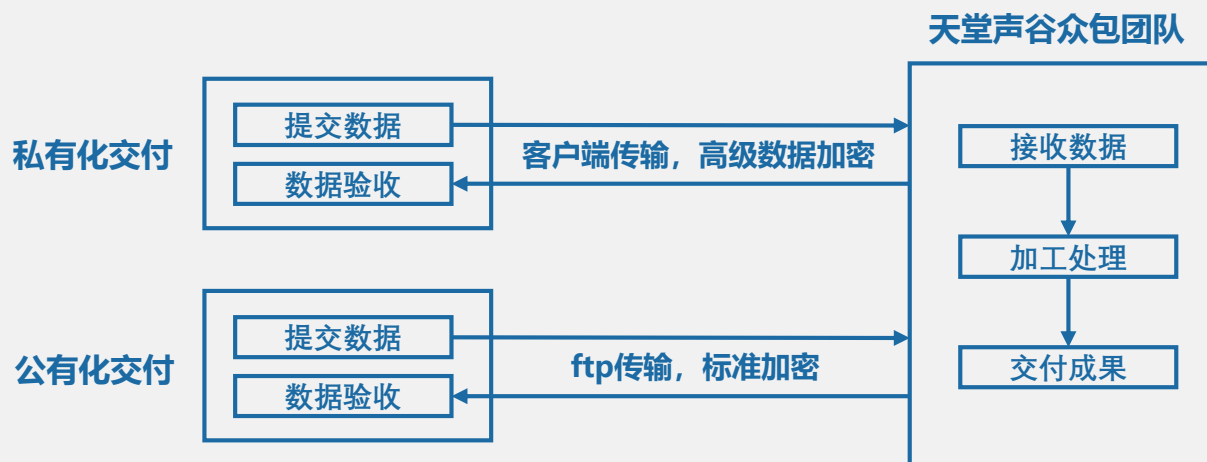 天堂声谷众包团队
私有化交付
提交数据
数据验收
客户端传输，高级数据加密
公有化交付
提交数据
数据验收
ftp传输，标准加密
接收数据
加工处理
交付成果